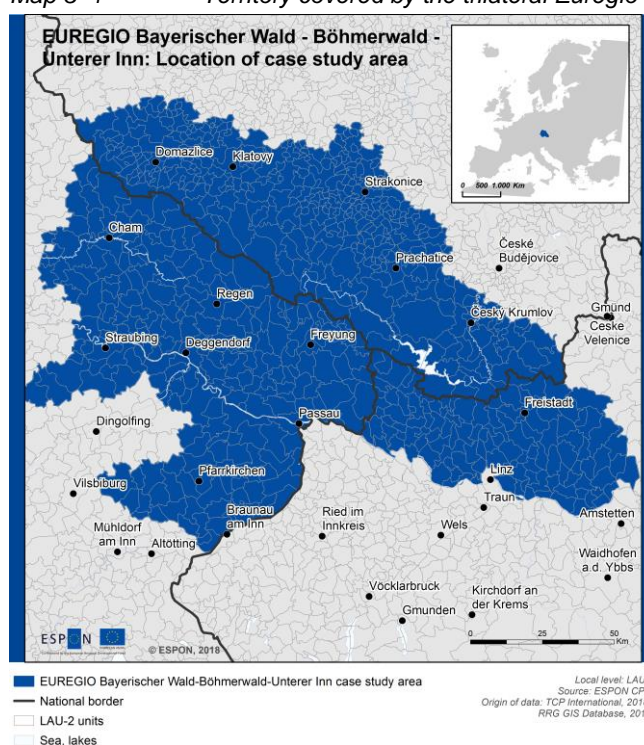 Territory covered by the trilateral Euregio
EUREGIO Bayerischer Wald - Böhmerwald -
Unterer Inn: Location of case study area
0 500 1.000 Km
Domazlice
Klatovy
Strakonice
Cham
Prachatice
České
Budějovice
Regen
Gmünd
Český Krumlov
Ceske
Velenice
Straubing
Deggendorf
Freyung
Freistadt
Dingolfing
Passau
Pfarrkirchen
Linz
Vilsbiburg
Traun
Braunau
am Inn
Ried im
Innkreis
Wels
Amstetten
Mühldorf
am Inn
Altötting
Waidhofen
a.d. Ybbs
Vöcklarbruck
Gmunden
Kirchdorf an
der Krems
0 25 50 Km
ESPON
© ESPON, 2018
EUREGIO Bayerischer Wald-Böhmerwald-Unterer Inn case study area
National border
LAU-2 units
Sea, lakes
Local level: LAU
Source: ESPON CP
Origin of data: TCP International, 201
RRG GIS Database, 201